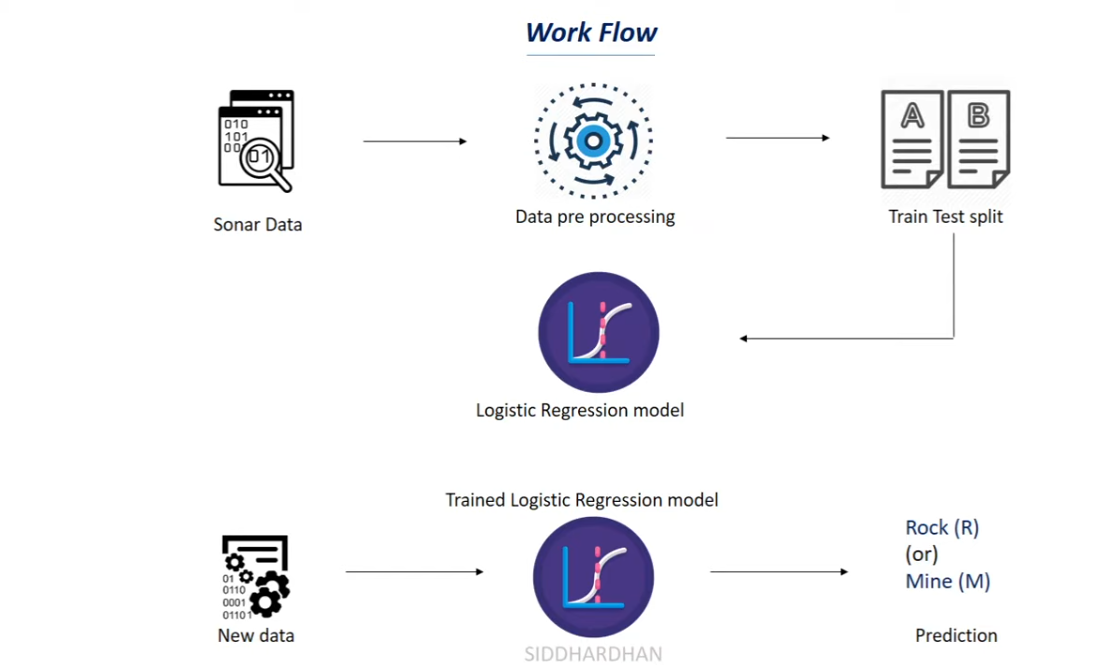 Work Flow
010
101
00
01
A
B
Sonar Data
Data pre processing
Train Test split
Logistic Regression model
Trained Logistic Regression model
Rock (R)
(or)
Mine (M)
01
0110
0001
01101
New data
Prediction
SIDDHARDHAN